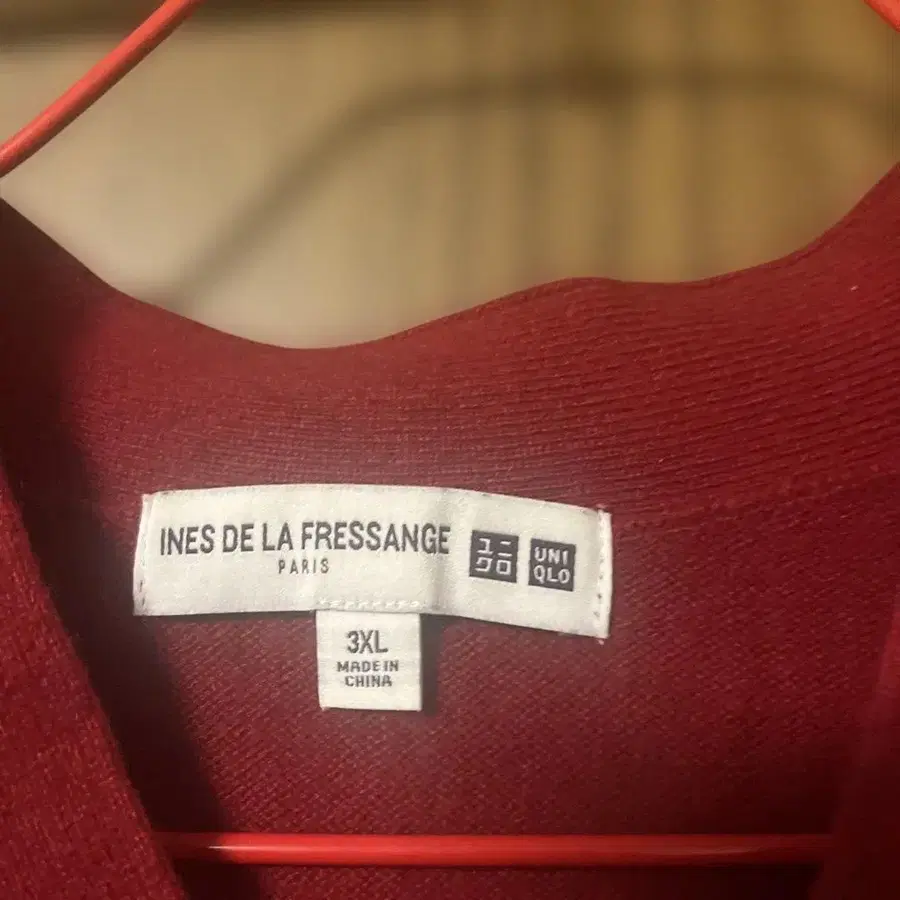 INES DE LA FRESSANGE
PARIS
ユニ
クロ
UNI
QLO
3XL
MADE IN
CHINA